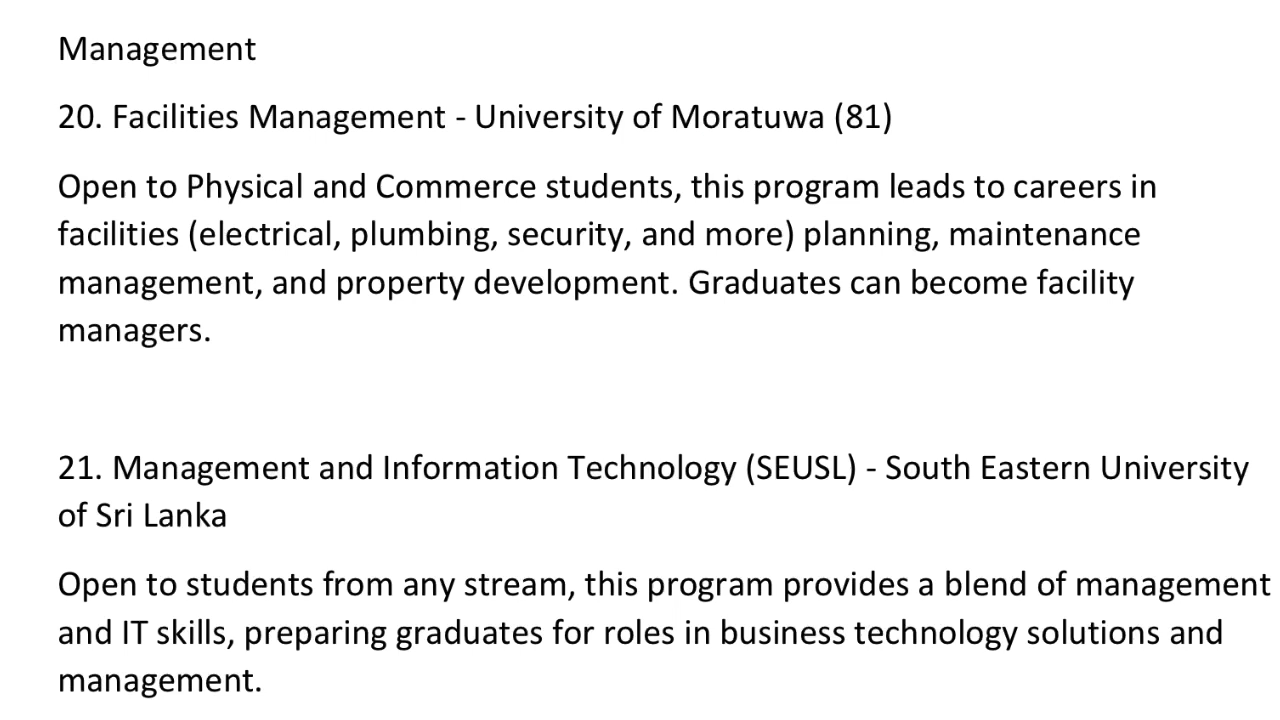 Management
20. Facilities Management - University of Moratuwa (81)
Open to Physical and Commerce students, this program leads to careers in
facilities (electrical, plumbing, security, and more) planning, maintenance
management, and property development. Graduates can become facility
managers.
21. Management and Information Technology (SEUSL) - South Eastern University
of Sri Lanka
Open to students from any stream, this program provides a blend of management
and IT skills, preparing graduates for roles in business technology solutions and
management.